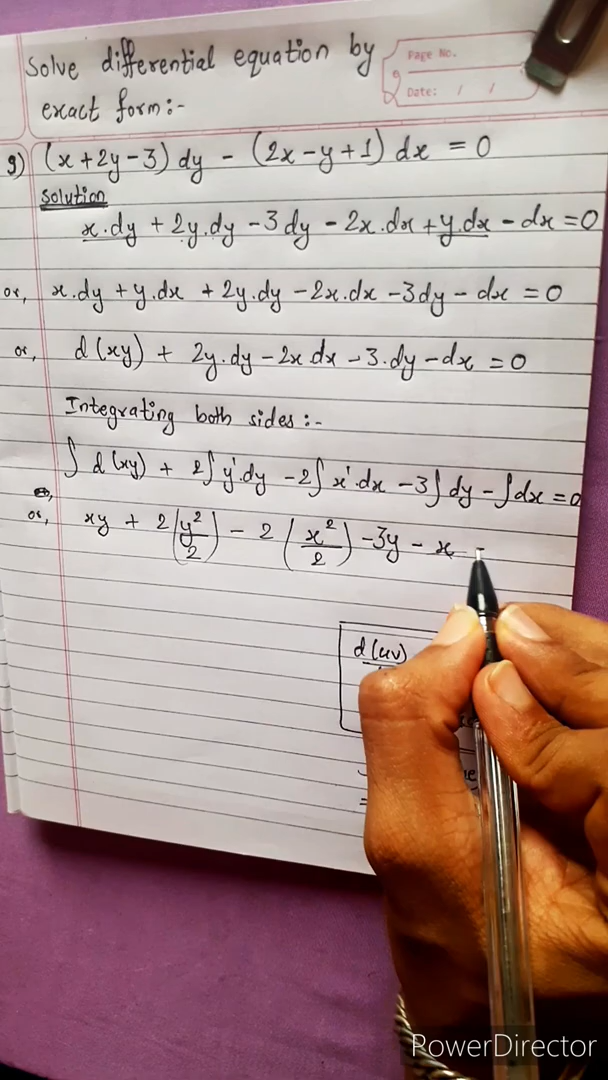 Solve differential equation by
exact form:-
Page No.
Date: / /
9) (x+2y-3) dy - (2x-y+1) dx = 0
Solution
x.dy + 2y.dy - 3dy - 2x.dx + y.dx - dx = 0
or, x.dy + y.dx + 2y.dy - 2x.dx - 3dy - dx = 0
or, d(xy) + 2y.dy - 2x dx - 3.dy - dx = 0
Integrating both sides:-
∫ d(xy) + 2∫ y¹.dy - 2∫ x¹.dx - 3∫ dy - ∫ dx = 0
or, xy + 2(y²/2) - 2(x²/2) - 3y - x -
d(uv)
=
PowerDirector